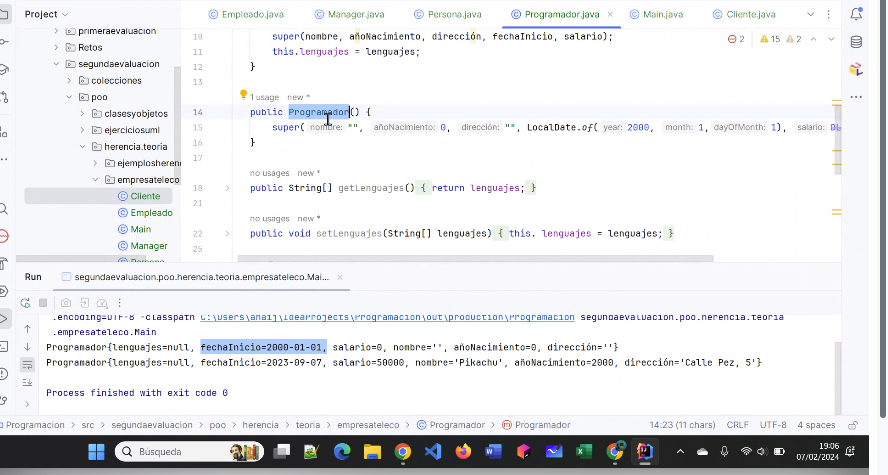 Project
Empleado.java
Manager.java
Persona.java
Programador.java
Main.java
Cliente.java
primeraevaluacion
Retos
segundaevaluacion
colecciones
poo
clasesyobjetos
ejerciciosuml
herencia.teoria
ejemplosheren
empresateleco
Cliente
Empleado
Main
Manager
2
15
2
10 super(nombre, añoNacimiento, dirección, fechaInicio, salario);
11 this.lenguajes = lenguajes;
12 }
13
1 usage new *
14 public Programador() {
15 super( nombre: "", añoNacimiento: 0, dirección: "", LocalDate.of( year: 2000, month: 1, dayOfMonth: 1), salario: 0
16 }
17
no usages new *
18 public String[] getLenguajes() { return lenguajes; }
21
no usages new *
22 public void setLenguajes(String[] lenguajes) { this. lenguajes = lenguajes; }
25
Run
segundaevaluacion.poo.herencia.teoria.empresateleco.Mai...
.encoding=UTF-8 -classpath C:\Users\anaij\IdeaProjects\Programacion\out\production\Programacion segundaevaluacion.poo.herencia.teoria
.empresateleco.Main
Programador{lenguajes=null, fechaInicio=2000-01-01, salario=0, nombre='', añoNacimiento=0, dirección=''}
Programador{lenguajes=null, fechaInicio=2023-09-07, salario=50000, nombre='Pikachu', añoNacimiento=2000, dirección='Calle Pez, 5'}
Process finished with exit code 0
Programacion > src > segundaevaluacion > poo > herencia > teoria > empresateleco > Programador > Programador
14:23 (11 chars) CRLF UTF-8 4 spaces
Búsqueda
19:06
07/02/2024